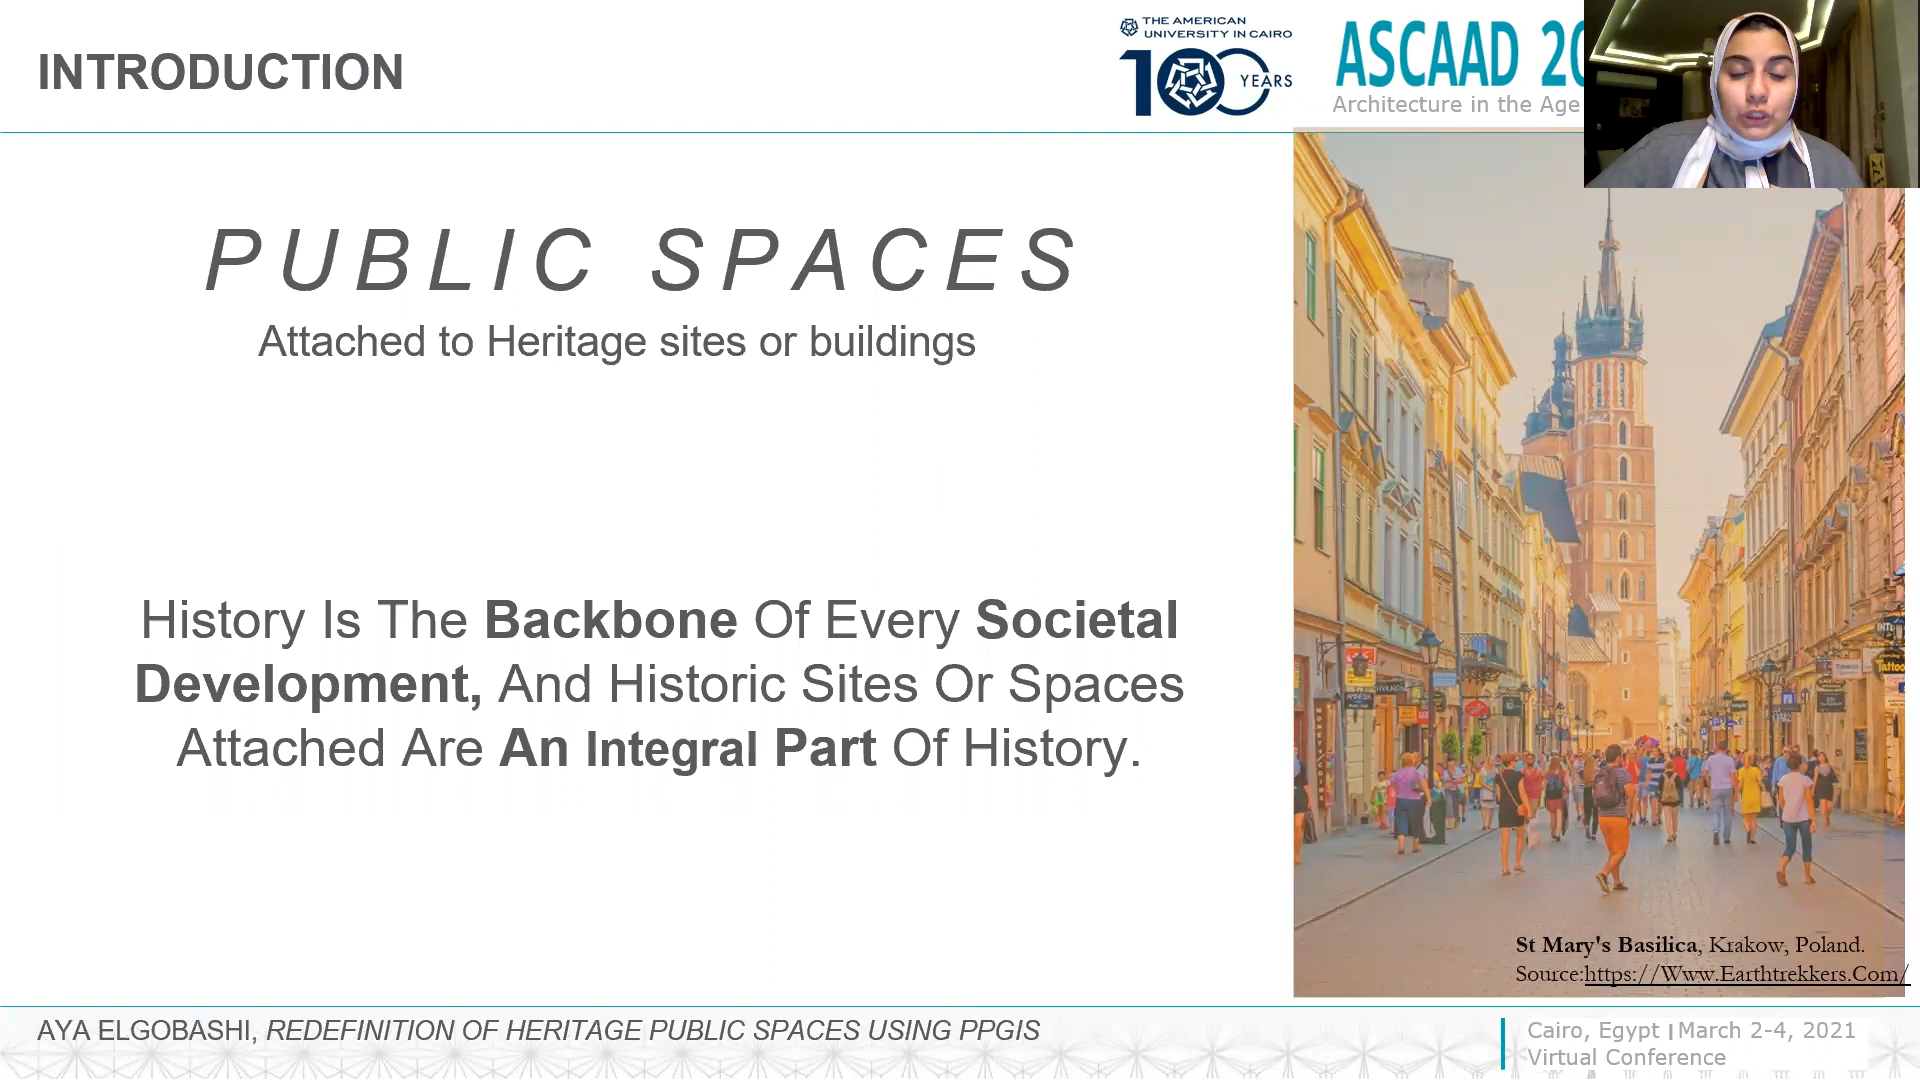 INTRODUCTION
THE AMERICAN
UNIVERSITY IN CAIRO
100 YEARS
ASCAAD 20
Architecture in the Age
PUBLIC SPACES
Attached to Heritage sites or buildings
History Is The Backbone Of Every Societal
Development, And Historic Sites Or Spaces
Attached Are An Integral Part Of History.
Tattoo
St Mary's Basilica, Krakow, Poland.
Source:https://Www.Earthtrekkers.Com/
AYA ELGOBASHI, REDEFINITION OF HERITAGE PUBLIC SPACES USING PPGIS
Cairo, Egypt | March 2-4, 2021
Virtual Conference